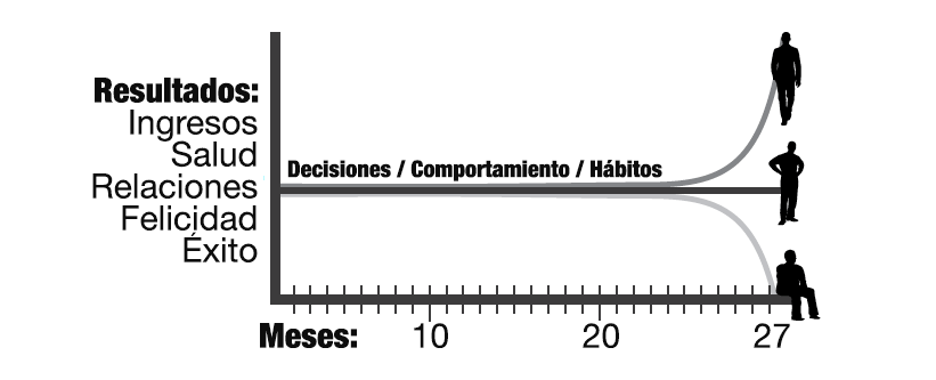 Resultados:
Ingresos
Salud
Relaciones
Felicidad
Éxito
Decisiones / Comportamiento / Hábitos
Meses: 10 20 27